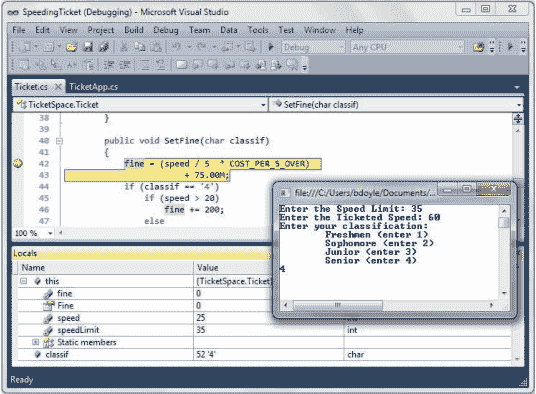 SpeedingTicket (Debugging) - Microsoft Visual Studio
File Edit View Project Build Debug Team Data Tools Test Window Help
Debug Any CPU
Ticket.cs TicketApp.cs
TicketSpace.Ticket SetFine(char classif)
38 }
39
40 public void SetFine(char classif)
41 {
42 fine = (speed / 5 * COST_PER_5_OVER)
43 + 75.00M;
44 if (classif == '4')
45 if (speed > 20)
46 fine += 200;
47 else
100 %
file:///C:/Users/bdoyle/Documents/...
Enter the Speed Limit: 35
Enter the Ticketed Speed: 60
Enter your classification:
Freshmen (enter 1)
Sophomore (enter 2)
Junior (enter 3)
Senior (enter 4)
4
Locals
Name Value
this {TicketSpace.Ticket}
fine 0
Fine 0
speed 25
speedLimit 35 int
Static members
classif 52 '4' char
Ready